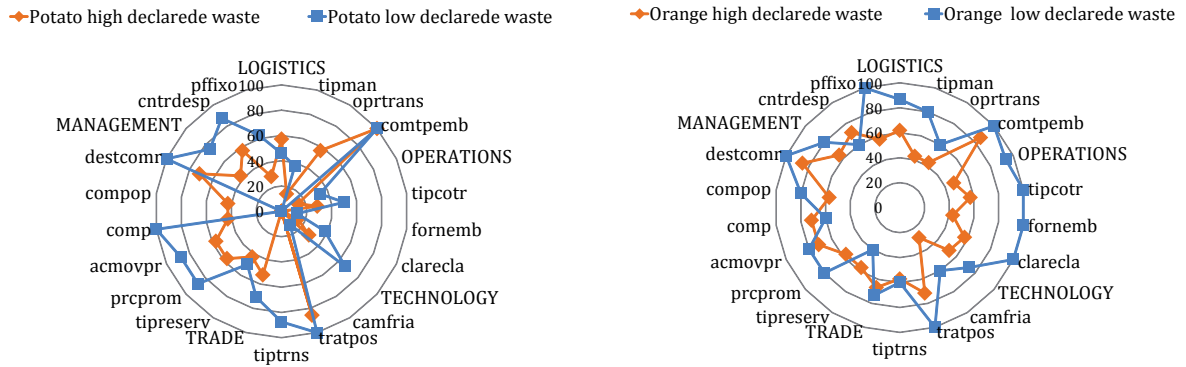 Potato high declarede waste
Potato low declarede waste
LOGISTICS
tipman
oprtrans
comtpemb
OPERATIONS
tipcotr
fornemb
clarecla
TECHNOLOGY
camfria
tratpos
tiptrns
TRADE
tipreserv
prcprom
acmovpr
comp
compop
destcomr
MANAGEMENT
cntrdesp
pffixo
100
80
60
40
20
0
Orange high declarede waste
Orange low declarede waste
LOGISTICS
tipman
oprtrans
comtpemb
OPERATIONS
tipcotr
fornemb
clarecla
TECHNOLOGY
camfria
tratpos
tiptrns
TRADE
tipreserv
prcprom
acmovpr
comp
compop
destcomr
MANAGEMENT
cntrdesp
pffixo
100
80
60
40
20
0